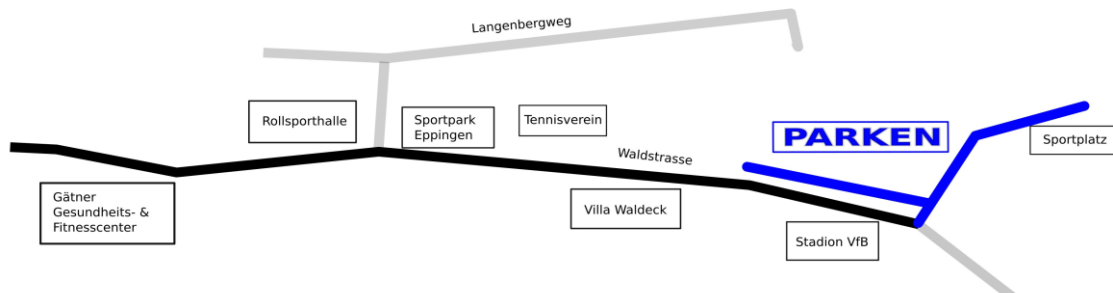 Langenbergweg
Rollsporthalle
Sportpark
Eppingen
Tennisverein
PARKEN
Sportplatz
Waldstrasse
Gätner
Gesundheits- &
Fitnesscenter
Villa Waldeck
Stadion VfB